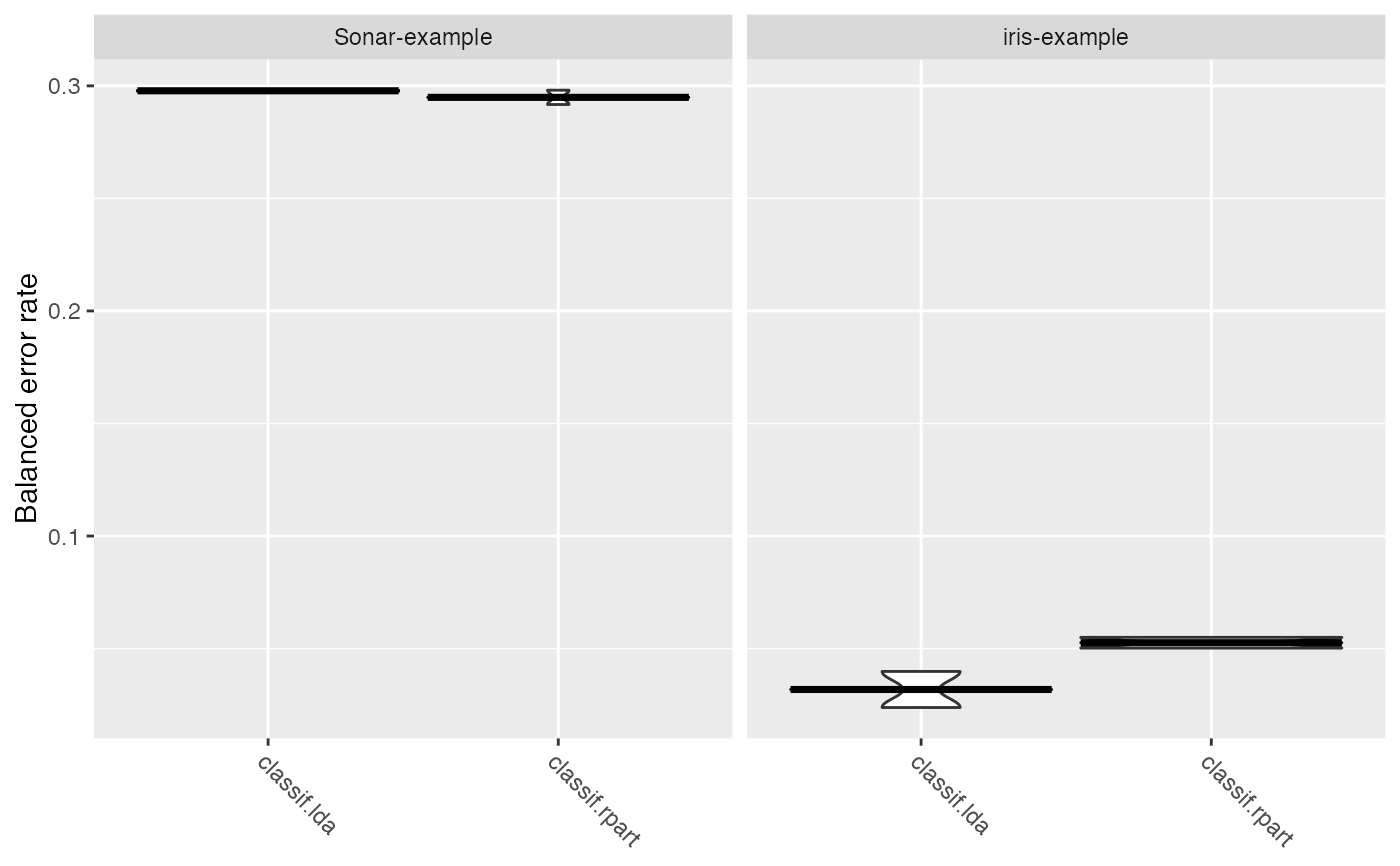 Sonar-example
iris-example
Balanced error rate
0.3
0.2
0.1
classif.lda
classif.rpart
classif.lda
classif.rpart